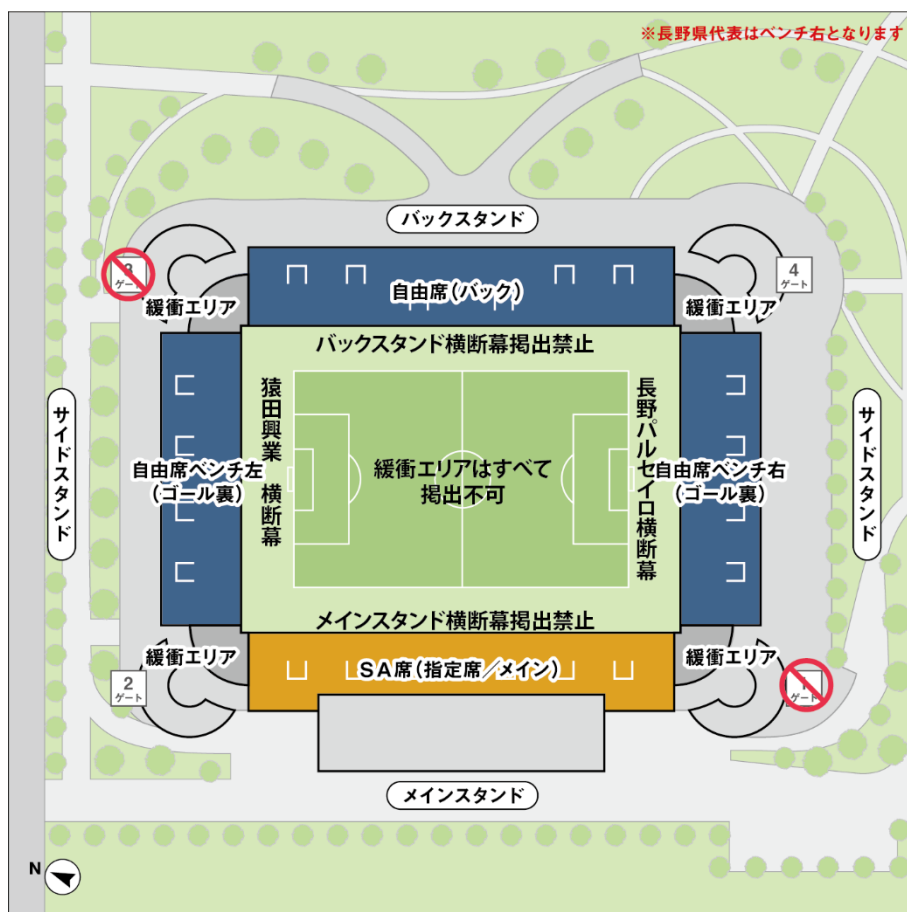 ※長野県代表はベンチ右となります
バックスタンド
3
ゲート
4
ゲート
緩衝エリア
自由席(バック)
緩衝エリア
バックスタンド横断幕掲出禁止
サイドスタンド
自由席ベンチ左
(ゴール裏)
猿田興業 横断幕
緩衝エリアはすべて
掲出不可
長野パルセイロ横断幕
自由席ベンチ右
(ゴール裏)
サイドスタンド
メインスタンド横断幕掲出禁止
緩衝エリア
SA席(指定席/メイン)
緩衝エリア
2
ゲート
1
ゲート
メインスタンド
N